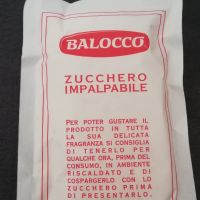 BALOCCO
ZUCCHERO
IMPALPABILE
PER POTER GUSTARE IL
PRODOTTO IN TUTTA
LA SUA DELICATA
FRAGRANZA SI CONSIGLIA
DI TENERLO PER
QUALCHE ORA, PRIMA DEL
CONSUMO, IN AMBIENTE
RISCALDATO E DI
COSPARGERLO CON LO
ZUCCHERO PRIMA
DI PRESENTARLO.